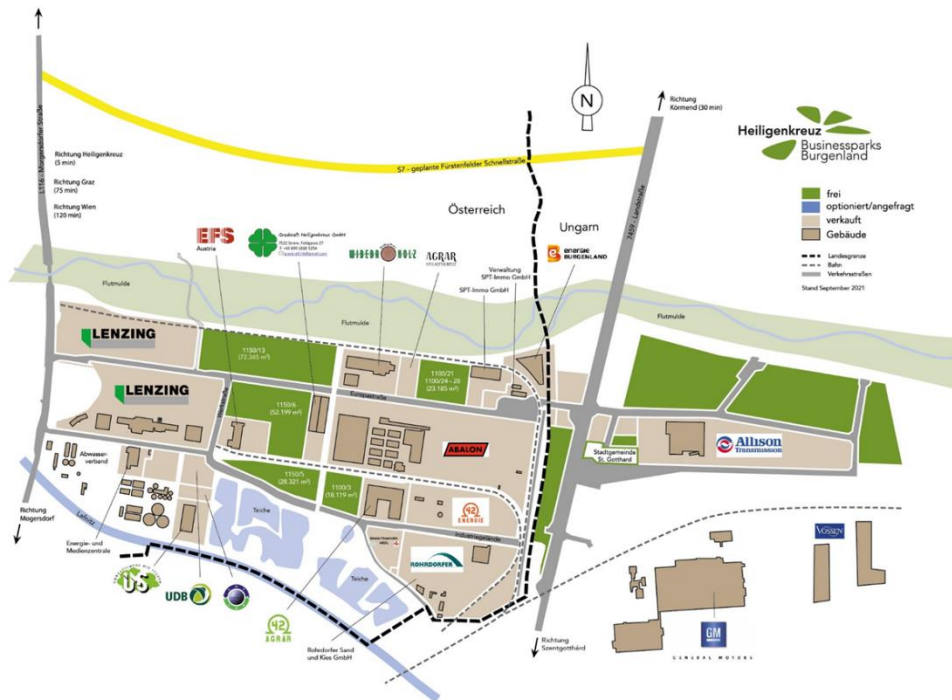 N
Richtung
Körmend (30 min)
Heiligenkreuz
Businessparks
Burgenland
L116 - Mogersdorfer Straße
S7 - geplante Fürstenfelder Schnellstraße
7459 - Landstraße
Richtung Heiligenkreuz
(5 min)
Richtung Graz
(75 min)
Richtung Wien
(120 min)
frei
optioniert/angefragt
verkauft
Gebäude
Landesgrenze
Bahn
Verkehrsstraßen
Stand September 2021
Österreich
Ungarn
EFS
Austria
Graskraft Heiligenkreuz GmbH
HOLZ
AGRAR
Verwaltung
SPT-Immo GmbH
SPT-Immo GmbH
energie
BURGENLAND
Flutmulde
Flutmulde
Flutmulde
LENZING
1150/13
(72.365 m²)
1100/21
1100/24 – 28
(23.185 m²)
Europastraße
LENZING
1150/6
(52.199 m²)
ABALON
Stadtgemeinde
St. Gotthard
Allison
Transmission
Abwasser-
verband
1150/5
(28.321 m²)
1100/3
(18.119 m²)
42
ENERGIE
Teiche
Industriegelände
Richtung
Mogersdorf
Lafnitz
Energie- und
Medienzentrale
ROHRDORFER
Teiche
VOSSEN
UDB
42
AGRAR
Rohrdorfer Sand
und Kies GmbH
Richtung
Szentgotthárd
GM
GENERAL MOTORS